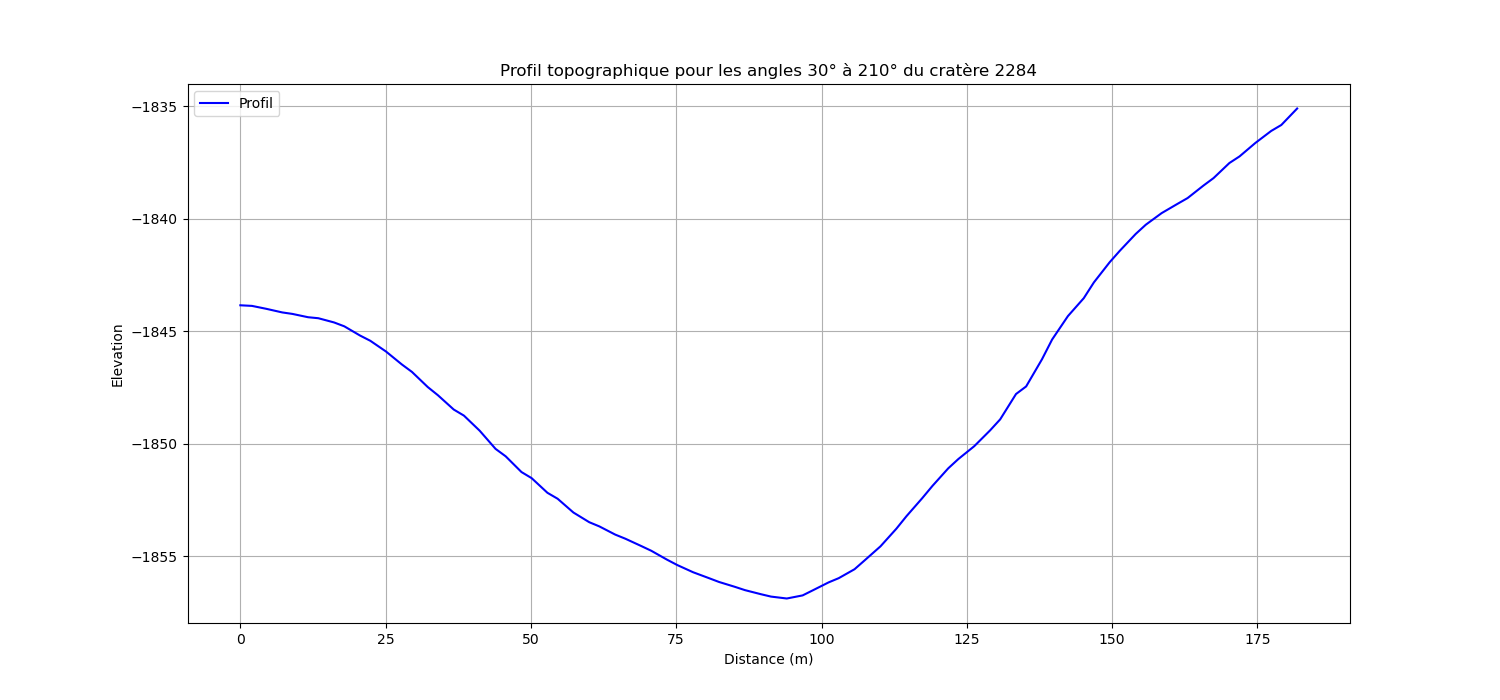 Profil topographique pour les angles 30° à 210° du cratère 2284
Profil
−1835
−1840
−1845
−1850
−1855
Elevation
0 25 50 75 100 125 150 175
Distance (m)